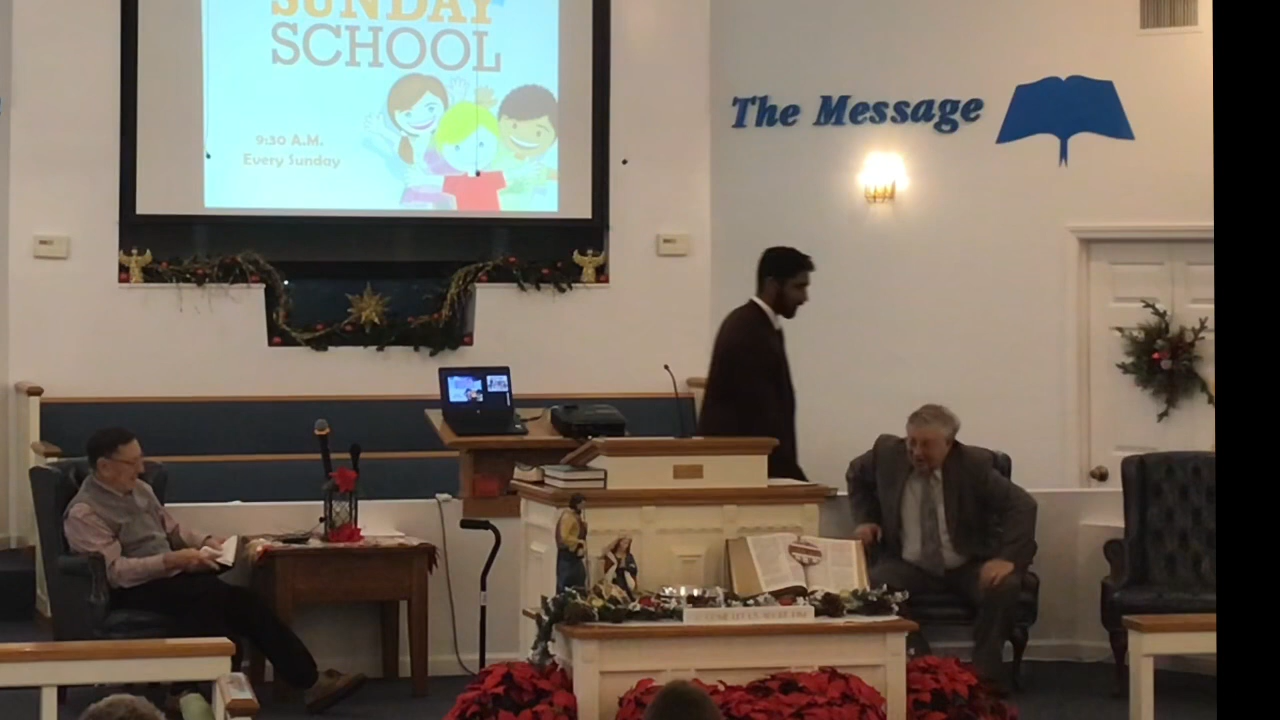 SUNDAY
SCHOOL
9:30 A.M.
Every Sunday
The Message